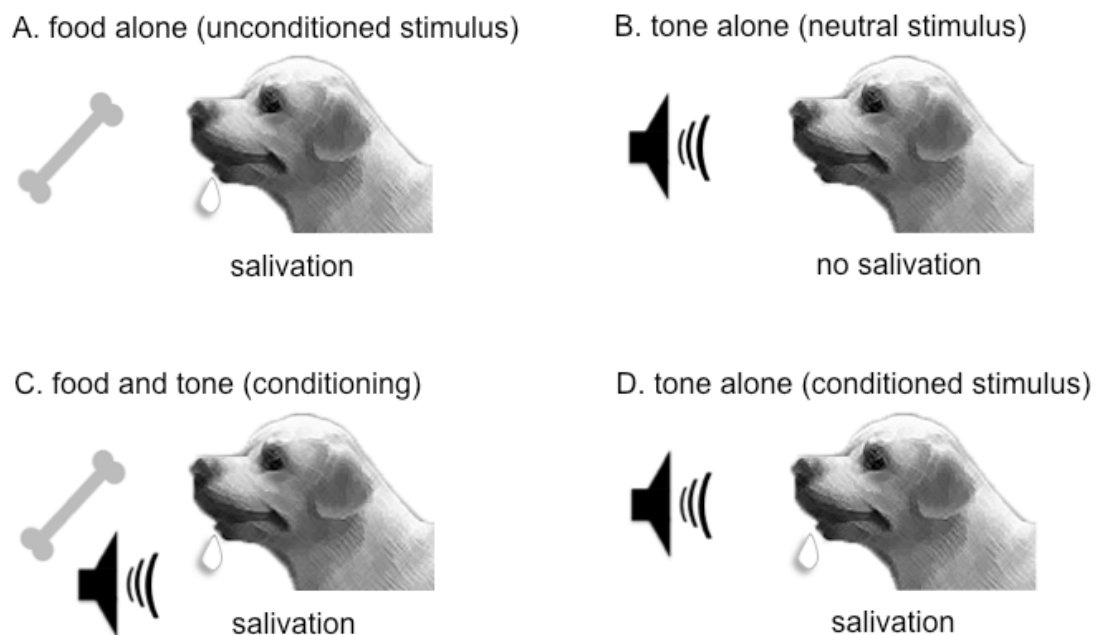 A. food alone (unconditioned stimulus)
salivation
B. tone alone (neutral stimulus)
no salivation
C. food and tone (conditioning)
salivation
D. tone alone (conditioned stimulus)
salivation